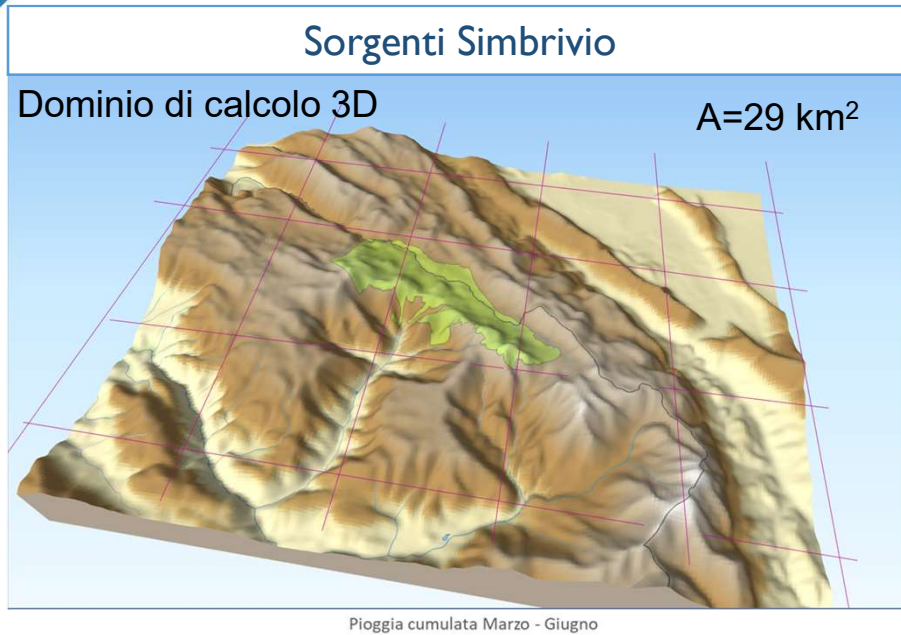 Sorgenti Simbrivio
Dominio di calcolo 3D
A=29 km²
Pioggia cumulata Marzo - Giugno